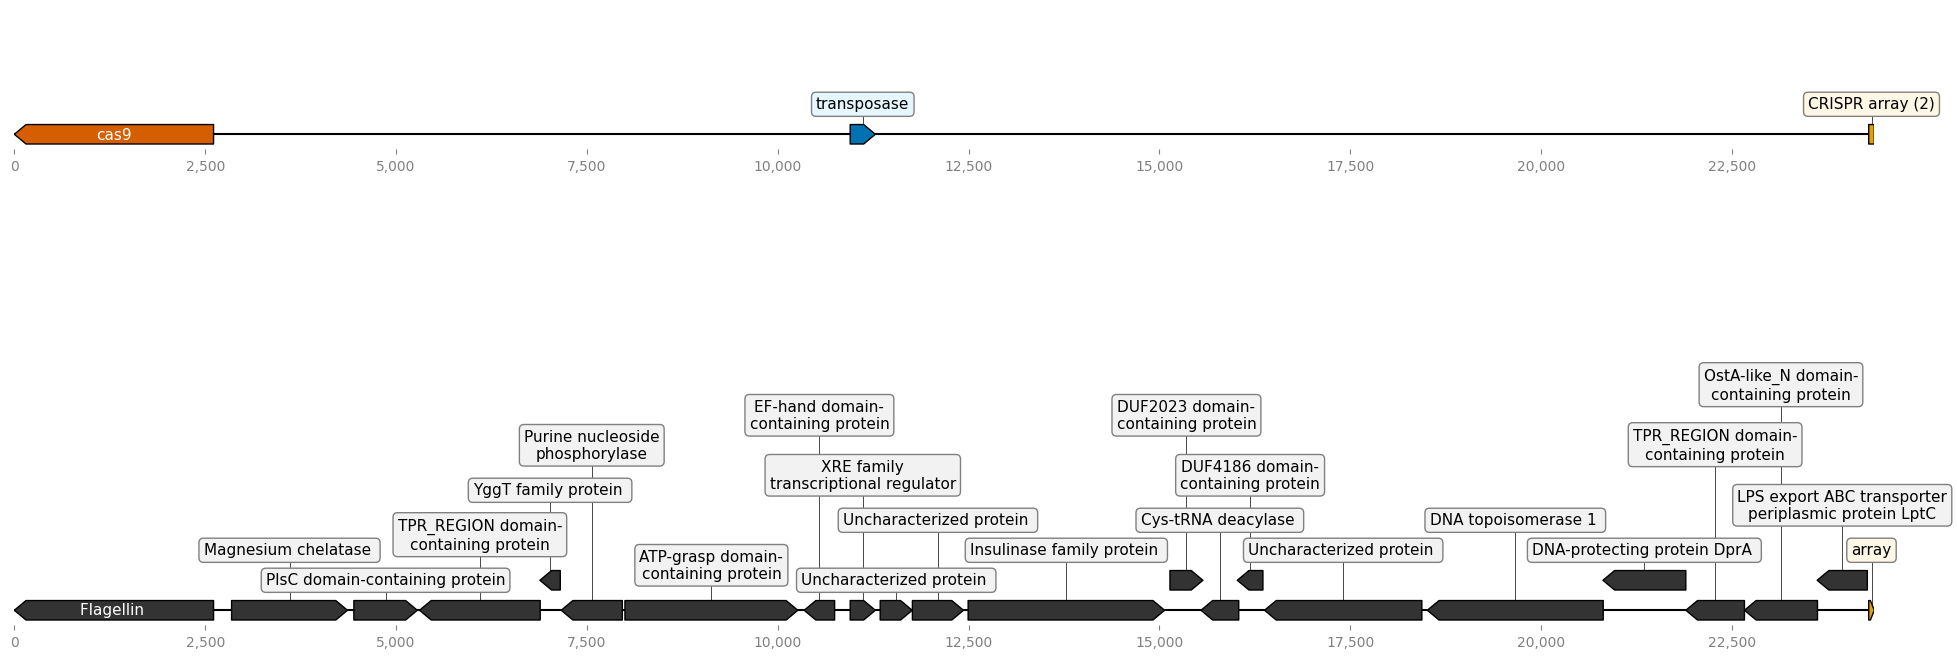 transposase
CRISPR array (2)
cas9
0
2,500
5,000
7,500
10,000
12,500
15,000
17,500
20,000
22,500
OstA-like_N domain-
containing protein
EF-hand domain-
containing protein
DUF2023 domain-
containing protein
Purine nucleoside
phosphorylase
TPR_REGION domain-
containing protein
XRE family
transcriptional regulator
DUF4186 domain-
containing protein
YggT family protein
LPS export ABC transporter
periplasmic protein LptC
TPR_REGION domain-
containing protein
Uncharacterized protein
Cys-tRNA deacylase
DNA topoisomerase 1
Magnesium chelatase
ATP-grasp domain-
containing protein
Insulinase family protein
Uncharacterized protein
DNA-protecting protein DprA
array
PlsC domain-containing protein
Uncharacterized protein
Flagellin
0
2,500
5,000
7,500
10,000
12,500
15,000
17,500
20,000
22,500